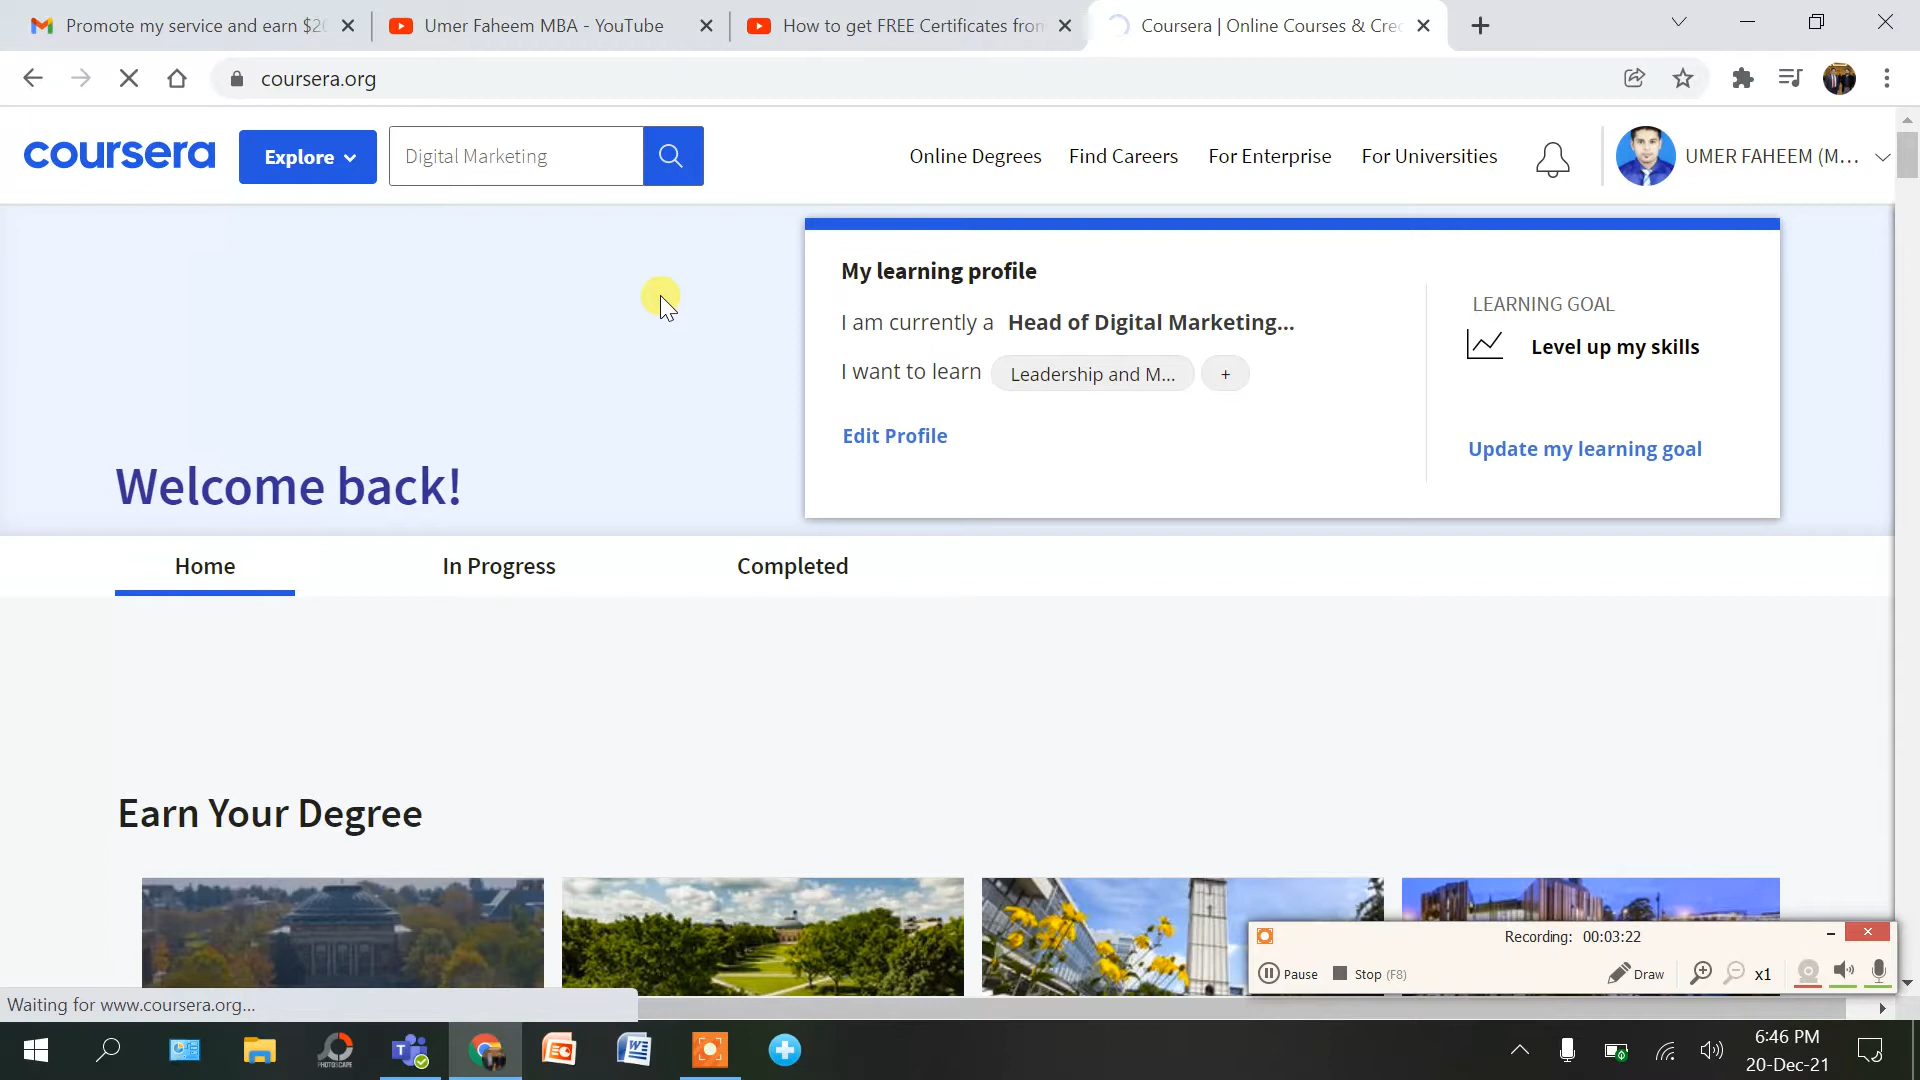 Promote my service and earn $20
Umer Faheem MBA - YouTube
How to get FREE Certificates from
Coursera | Online Courses & Cre
coursera.org
coursera
Explore
Digital Marketing
Online Degrees
Find Careers
For Enterprise
For Universities
UMER FAHEEM (M...
My learning profile
I am currently a Head of Digital Marketing...
I want to learn Leadership and M... +
Edit Profile
LEARNING GOAL
Level up my skills
Update my learning goal
Welcome back!
Home
In Progress
Completed
Earn Your Degree
Recording: 00:03:22
Pause
Stop (F8)
Draw
x1
Waiting for www.coursera.org...
PHOTOSCAPE
6:46 PM
20-Dec-21